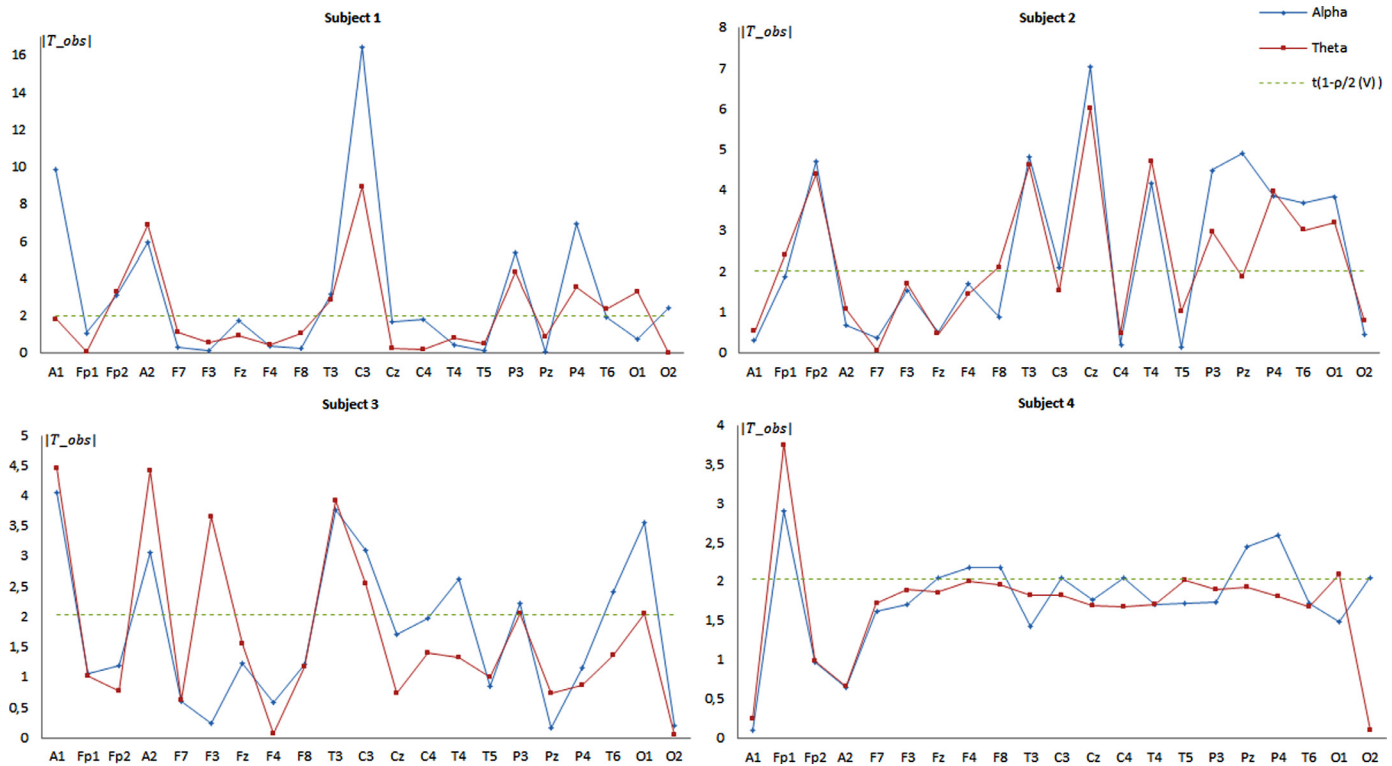 Subject 1
|T_obs|
16
14
12
10
8
6
4
2
0
A1 Fp1 Fp2 A2 F7 F3 Fz F4 F8 T3 C3 Cz C4 T4 T5 P3 Pz P4 T6 O1 O2
Subject 2
|T_obs|
8
7
6
5
4
3
2
1
0
A1 Fp1 Fp2 A2 F7 F3 Fz F4 F8 T3 C3 Cz C4 T4 T5 P3 Pz P4 T6 O1 O2
Alpha
Theta
t(1-ρ/2 (V) )
Subject 3
|T_obs|
5
4,5
4
3,5
3
2,5
2
1,5
1
0,5
0
A1 Fp1 Fp2 A2 F7 F3 Fz F4 F8 T3 C3 Cz C4 T4 T5 P3 Pz P4 T6 O1 O2
Subject 4
|T_obs|
4
3,5
3
2,5
2
1,5
1
0,5
0
A1 Fp1 Fp2 A2 F7 F3 Fz F4 F8 T3 C3 Cz C4 T4 T5 P3 Pz P4 T6 O1 O2